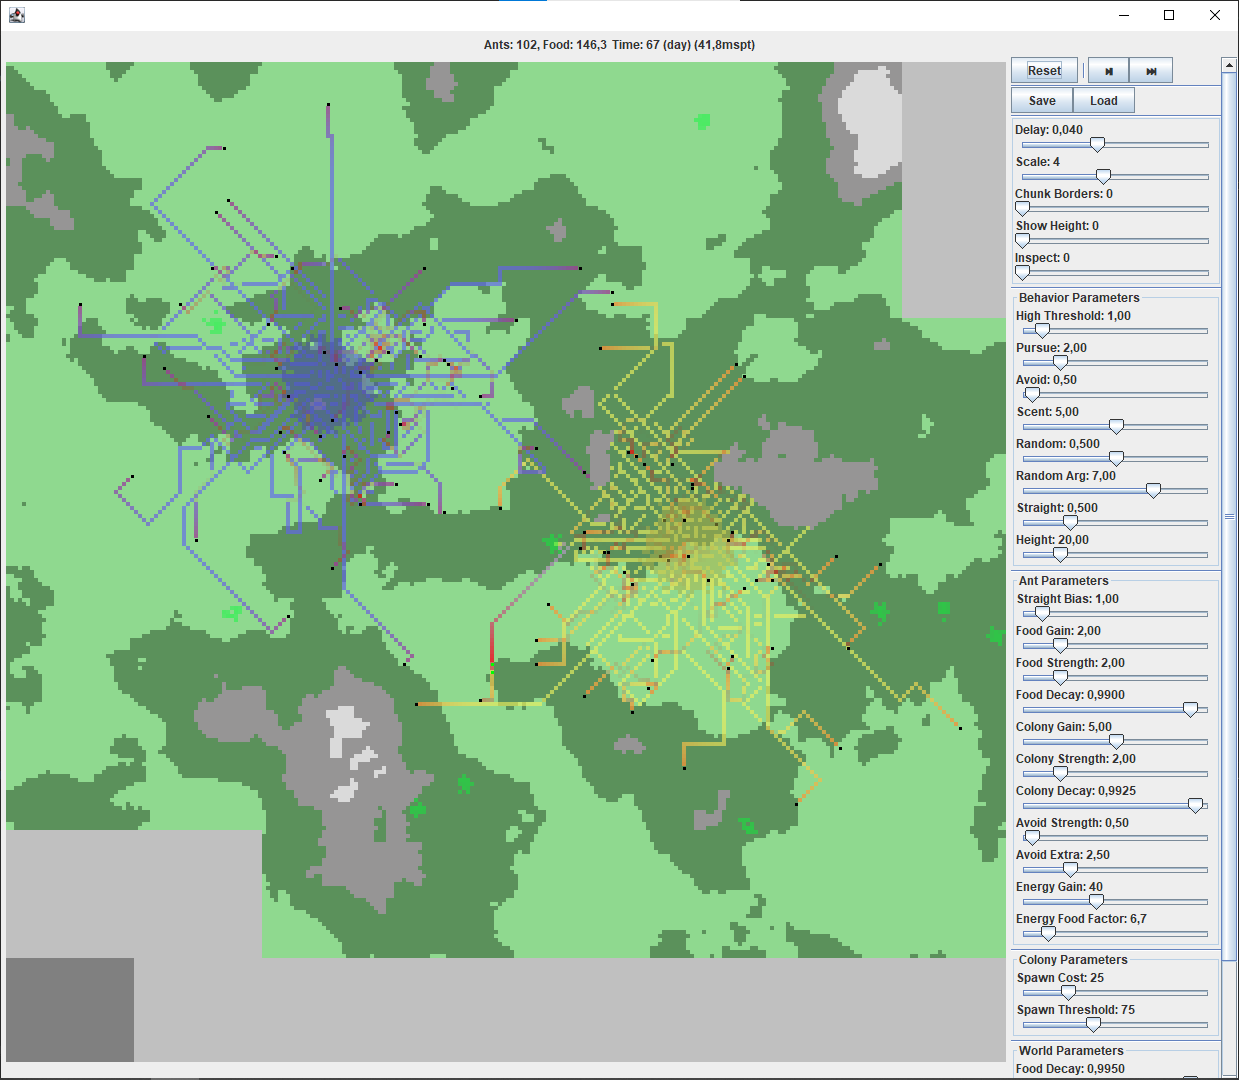 Ants: 102, Food: 146,3 Time: 67 (day) (41,8mspt)
Reset
Save Load
Delay: 0,040
Scale: 4
Chunk Borders: 0
Show Height: 0
Inspect: 0
Behavior Parameters
High Threshold: 1,00
Pursue: 2,00
Avoid: 0,50
Scent: 5,00
Random: 0,500
Random Arg: 7,00
Straight: 0,500
Height: 20,00
Ant Parameters
Straight Bias: 1,00
Food Gain: 2,00
Food Strength: 2,00
Food Decay: 0,9900
Colony Gain: 5,00
Colony Strength: 2,00
Colony Decay: 0,9925
Avoid Strength: 0,50
Avoid Extra: 2,50
Energy Gain: 40
Energy Food Factor: 6,7
Colony Parameters
Spawn Cost: 25
Spawn Threshold: 75
World Parameters
Food Decay: 0,9950